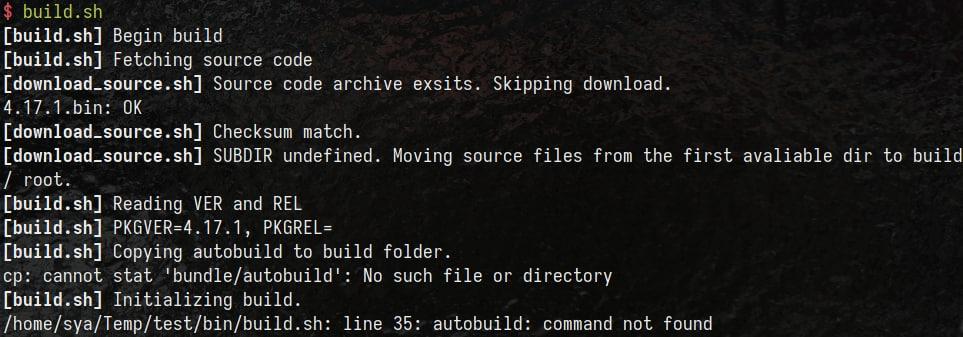 $ build.sh
[build.sh] Begin build
[build.sh] Fetching source code
[download_source.sh] Source code archive exsits. Skipping download.
4.17.1.bin: OK
[download_source.sh] Checksum match.
[download_source.sh] SUBDIR undefined. Moving source files from the first avaliable dir to build
/ root.
[build.sh] Reading VER and REL
[build.sh] PKGVER=4.17.1, PKGREL=
[build.sh] Copying autobuild to build folder.
cp: cannot stat 'bundle/autobuild': No such file or directory
[build.sh] Initializing build.
/home/sya/Temp/test/bin/build.sh: line 35: autobuild: command not found